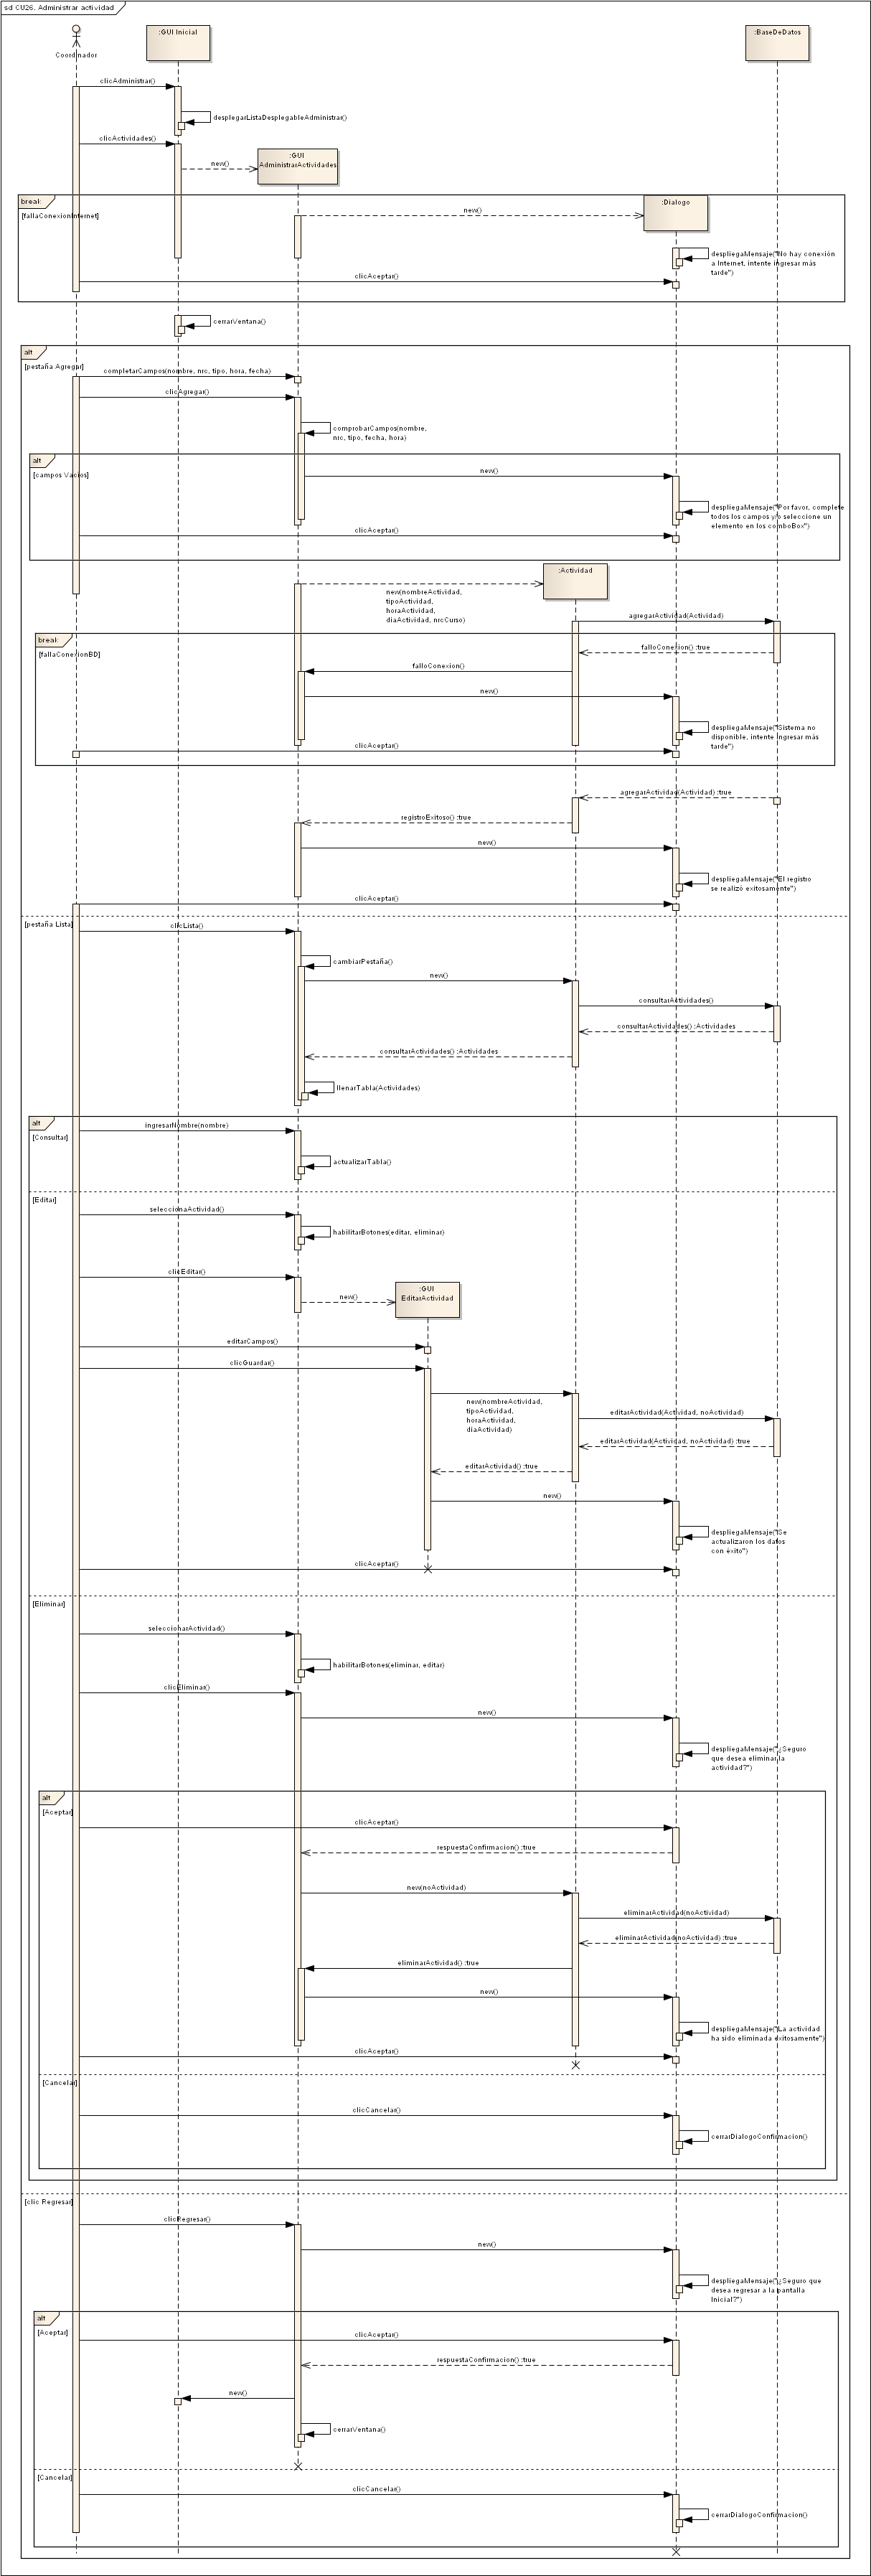 sd CU26. Administrar actividad
Coordinador
:GUI Inicial
:BaseDeDatos
clicAdministrar()
desplegarListaDesplegableAdministrar()
clicActividades()
new()
:GUI
AdministrarActividades
break
[fallaConexionInternet]
new()
:Dialogo
despliegaMensaje("No hay conexión
a Internet, intente ingresar más
tarde")
clicAceptar()
cerrarVentana()
alt
[pestaña Agregar]
completarCampos(nombre, nrc, tipo, hora, fecha)
clicAgregar()
comprobarCampos(nombre,
nrc, tipo, fecha, hora)
alt
[campos Vacios]
new()
despliegaMensaje("Por favor, complete
todos los campos y/o seleccione un
elemento en los comboBox")
clicAceptar()
:Actividad
new(nombreActividad,
tipoActividad,
horaActividad,
diaActividad, nrcCurso)
agregarActividad(Actividad)
break
[fallaConexionBD]
falloConexion() :true
falloConexion()
new()
despliegaMensaje("Sistema no
disponible, intente ingresar más
tarde")
clicAceptar()
agregarActividad(Actividad) :true
registroExitoso() :true
new()
despliegaMensaje("El registro
se realizó exitosamente")
clicAceptar()
[pestaña Lista]
clicLista()
cambiarPestaña()
new()
consultarActividades()
consultarActividades() :Actividades
consultarActividades() :Actividades
llenarTabla(Actividades)
alt
[Consultar]
ingresarNombre(nombre)
actualizarTabla()
[Editar]
seleccionaActividad()
habilitarBotones(editar, eliminar)
clicEditar()
new()
:GUI
EditarActividad
editarCampos()
clicGuardar()
new(nombreActividad,
tipoActividad,
horaActividad,
diaActividad)
editarActividad(Actividad, noActividad)
editarActividad(Actividad, noActividad) :true
editarActividad() :true
new()
despliegaMensaje("Se
actualizaron los datos
con éxito")
clicAceptar()
[Eliminar]
seleccionarActividad()
habilitarBotones(eliminar, editar)
clicEliminar()
new()
despliegaMensaje("¿Seguro
que desea eliminar la
actividad?")
alt
[Aceptar]
clicAceptar()
respuestaConfirmacion() :true
new(noActividad)
eliminarActividad(noActividad)
eliminarActividad(noActividad) :true
eliminarActividad() :true
new()
despliegaMensaje("La actividad
ha sido eliminada exitosamente")
clicAceptar()
[Cancelar]
clicCancelar()
cerrarDialogoConfirmacion()
[clic Regresar]
clicRegresar()
new()
despliegaMensaje("¿Seguro que
desea regresar a la pantalla
Inicial?")
alt
[Aceptar]
clicAceptar()
respuestaConfirmacion() :true
new()
cerrarVentana()
[Cancelar]
clicCancelar()
cerrarDialogoConfirmacion()